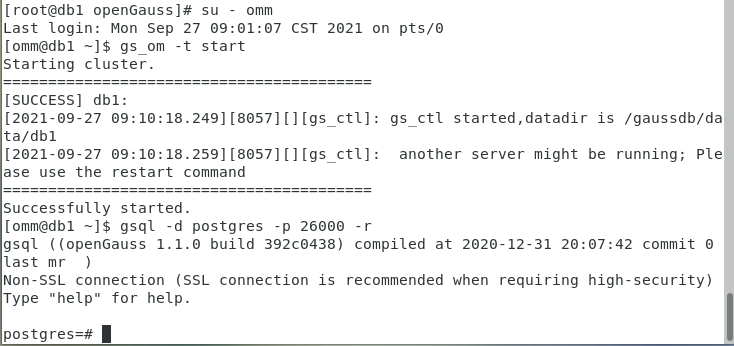 [root@db1 openGauss]# su - omm
Last login: Mon Sep 27 09:01:07 CST 2021 on pts/0
[omm@db1 ~]$ gs_om -t start
Starting cluster.
=========================================
[SUCCESS] db1:
[2021-09-27 09:10:18.249][8057][][gs_ctl]: gs_ctl started,datadir is /gaussdb/da
ta/db1
[2021-09-27 09:10:18.259][8057][][gs_ctl]:  another server might be running; Ple
ase use the restart command
=========================================
Successfully started.
[omm@db1 ~]$ gsql -d postgres -p 26000 -r
gsql ((openGauss 1.1.0 build 392c0438) compiled at 2020-12-31 20:07:42 commit 0
last mr  )
Non-SSL connection (SSL connection is recommended when requiring high-security)
Type "help" for help.
postgres=#